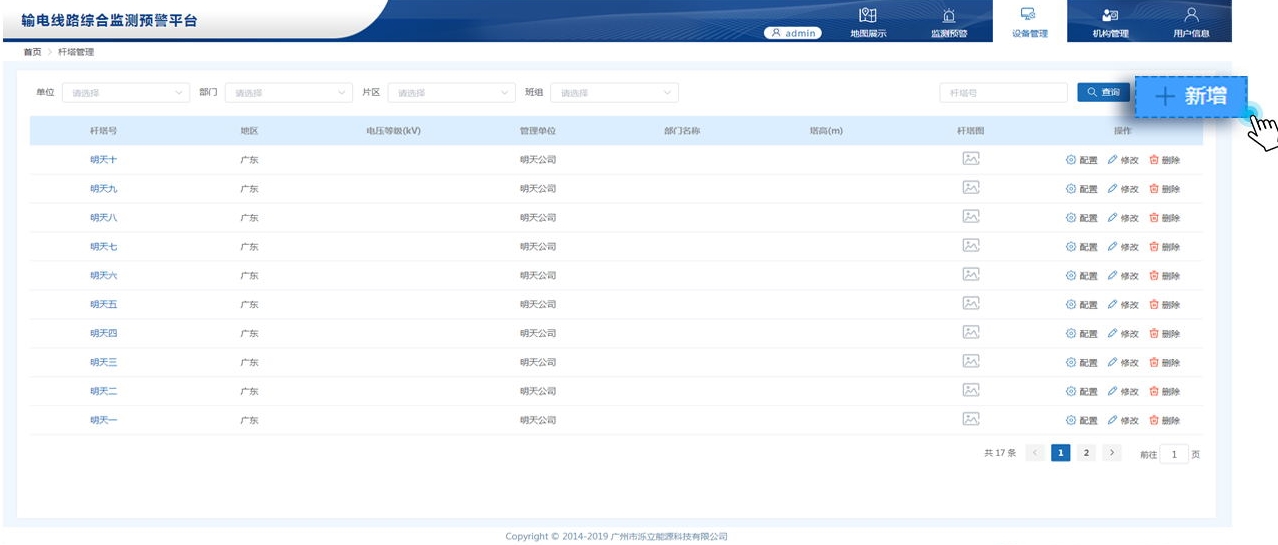 输电线路综合监测预警平台
admin
地图展示
监测预警
设备管理
机构管理
用户信息
首页 > 杆塔管理
单位 请选择 部门 请选择 片区 请选择 班组 请选择 杆塔号 查询 新增
杆塔号 地区 电压等级(kV) 管理单位 部门名称 塔高(m) 杆塔图 操作
明天十 广东 明天公司 配置 修改 删除
明天九 广东 明天公司 配置 修改 删除
明天八 广东 明天公司 配置 修改 删除
明天七 广东 明天公司 配置 修改 删除
明天六 广东 明天公司 配置 修改 删除
明天五 广东 明天公司 配置 修改 删除
明天四 广东 明天公司 配置 修改 删除
明天三 广东 明天公司 配置 修改 删除
明天二 广东 明天公司 配置 修改 删除
明天一 广东 明天公司 配置 修改 删除
共 17 条 < 1 2 > 前往 1 页
Copyright © 2014-2019 广州市泺立能源科技有限公司